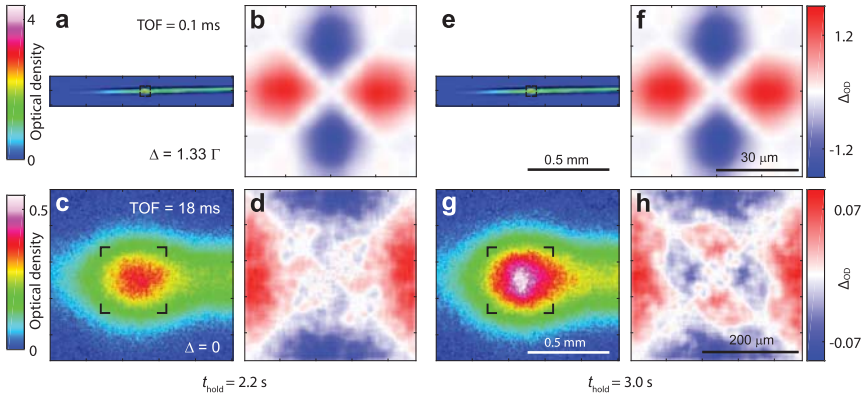 4
Optical density
0
a
TOF = 0.1 ms
Δ = 1.33 Γ
b
e
0.5 mm
f
30 μm
1.2
Δ_OD
-1.2
0.5
Optical density
0
c
TOF = 18 ms
Δ = 0
d
g
0.5 mm
h
200 μm
0.07
Δ_OD
-0.07
t_hold = 2.2 s
t_hold = 3.0 s